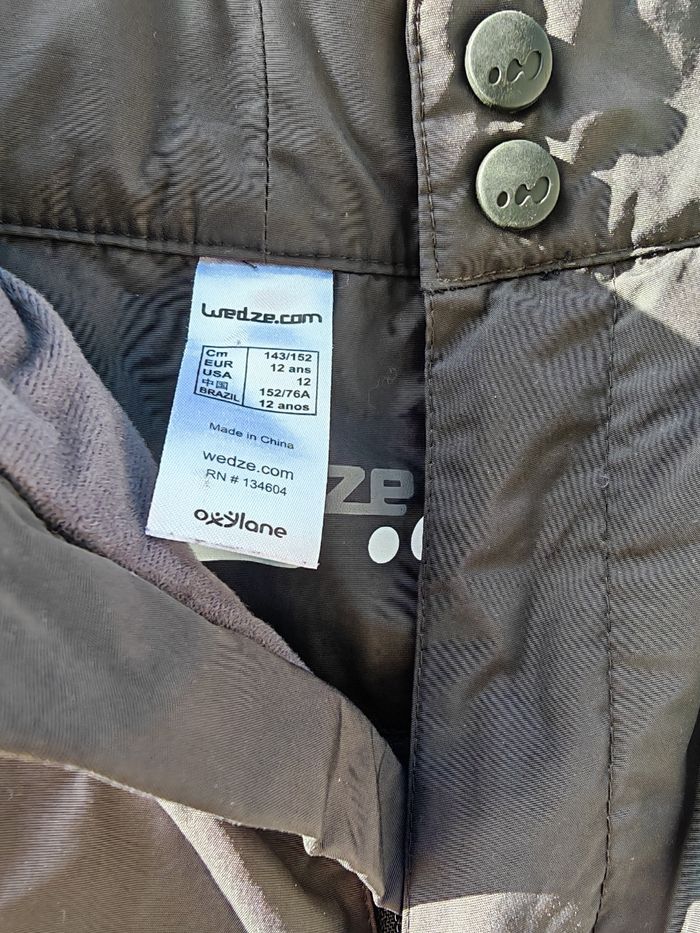 wedze.com
Cm 143/152
EUR 12 ans
USA 12
中国 152/76A
BRAZIL 12 anos
Made in China
wedze.com
RN # 134604
oxylane
ze